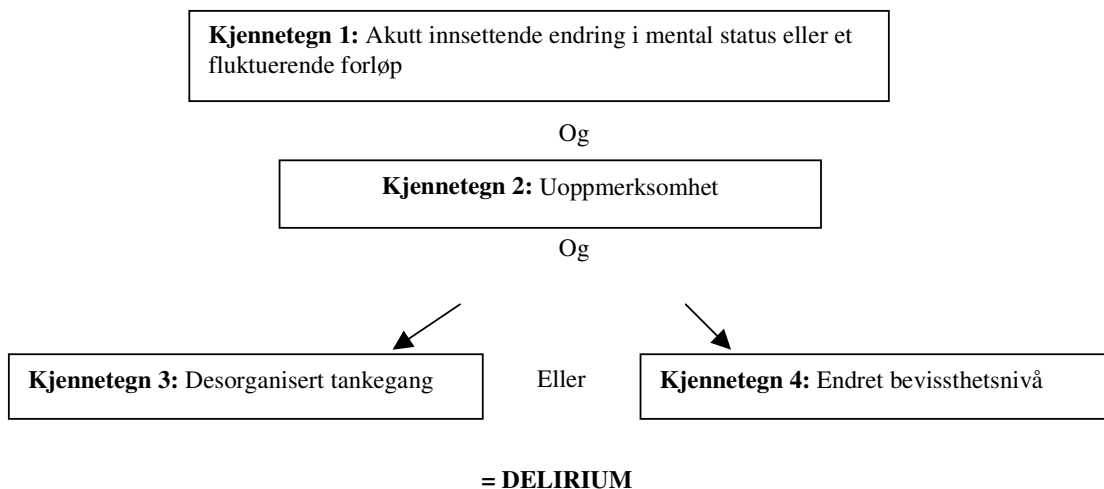 Kjennetegn 1: Akutt innsettende endring i mental status eller et
fluktuerende forløp
Og
Kjennetegn 2: Uoppmerksomhet
Og
Kjennetegn 3: Desorganisert tankegang
Eller
Kjennetegn 4: Endret bevissthetsnivå
= DELIRIUM